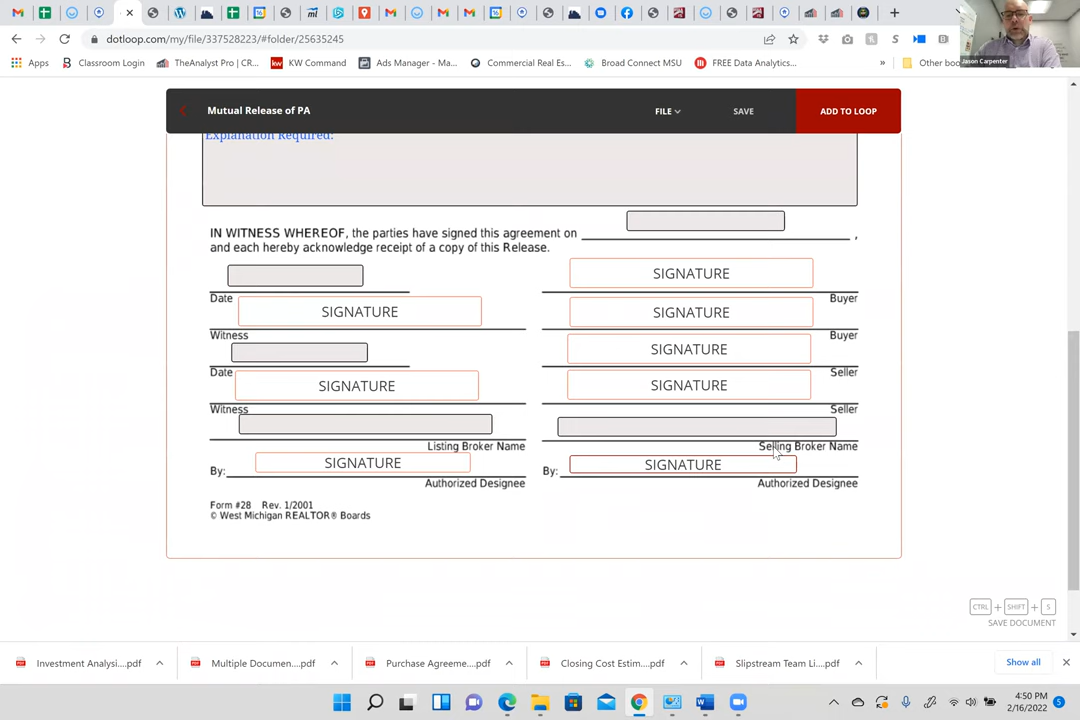 dotloop.com/my/file/337528223/#folder/25635245
Jason Carpenter
Apps
Classroom Login
TheAnalyst Pro | CR...
KW Command
Ads Manager - Ma...
Commercial Real Es...
Broad Connect MSU
FREE Data Analytics...
»
Other boo
Mutual Release of PA
FILE
SAVE
ADD TO LOOP
Explanation Required:
IN WITNESS WHEREOF, the parties have signed this agreement on ,
and each hereby acknowledge receipt of a copy of this Release.
SIGNATURE
Date
Buyer
SIGNATURE
SIGNATURE
Witness
Buyer
SIGNATURE
Date
Seller
SIGNATURE
SIGNATURE
Witness
Seller
Listing Broker Name
Selling Broker Name
By:
SIGNATURE
By:
SIGNATURE
Authorized Designee
Authorized Designee
Form #28 Rev. 1/2001
© West Michigan REALTOR® Boards
CTRL + SHIFT + S
SAVE DOCUMENT
Investment Analysi....pdf
Multiple Documen....pdf
Purchase Agreeme....pdf
Closing Cost Estim....pdf
Slipstream Team Li....pdf
Show all
4:50 PM
2/16/2022